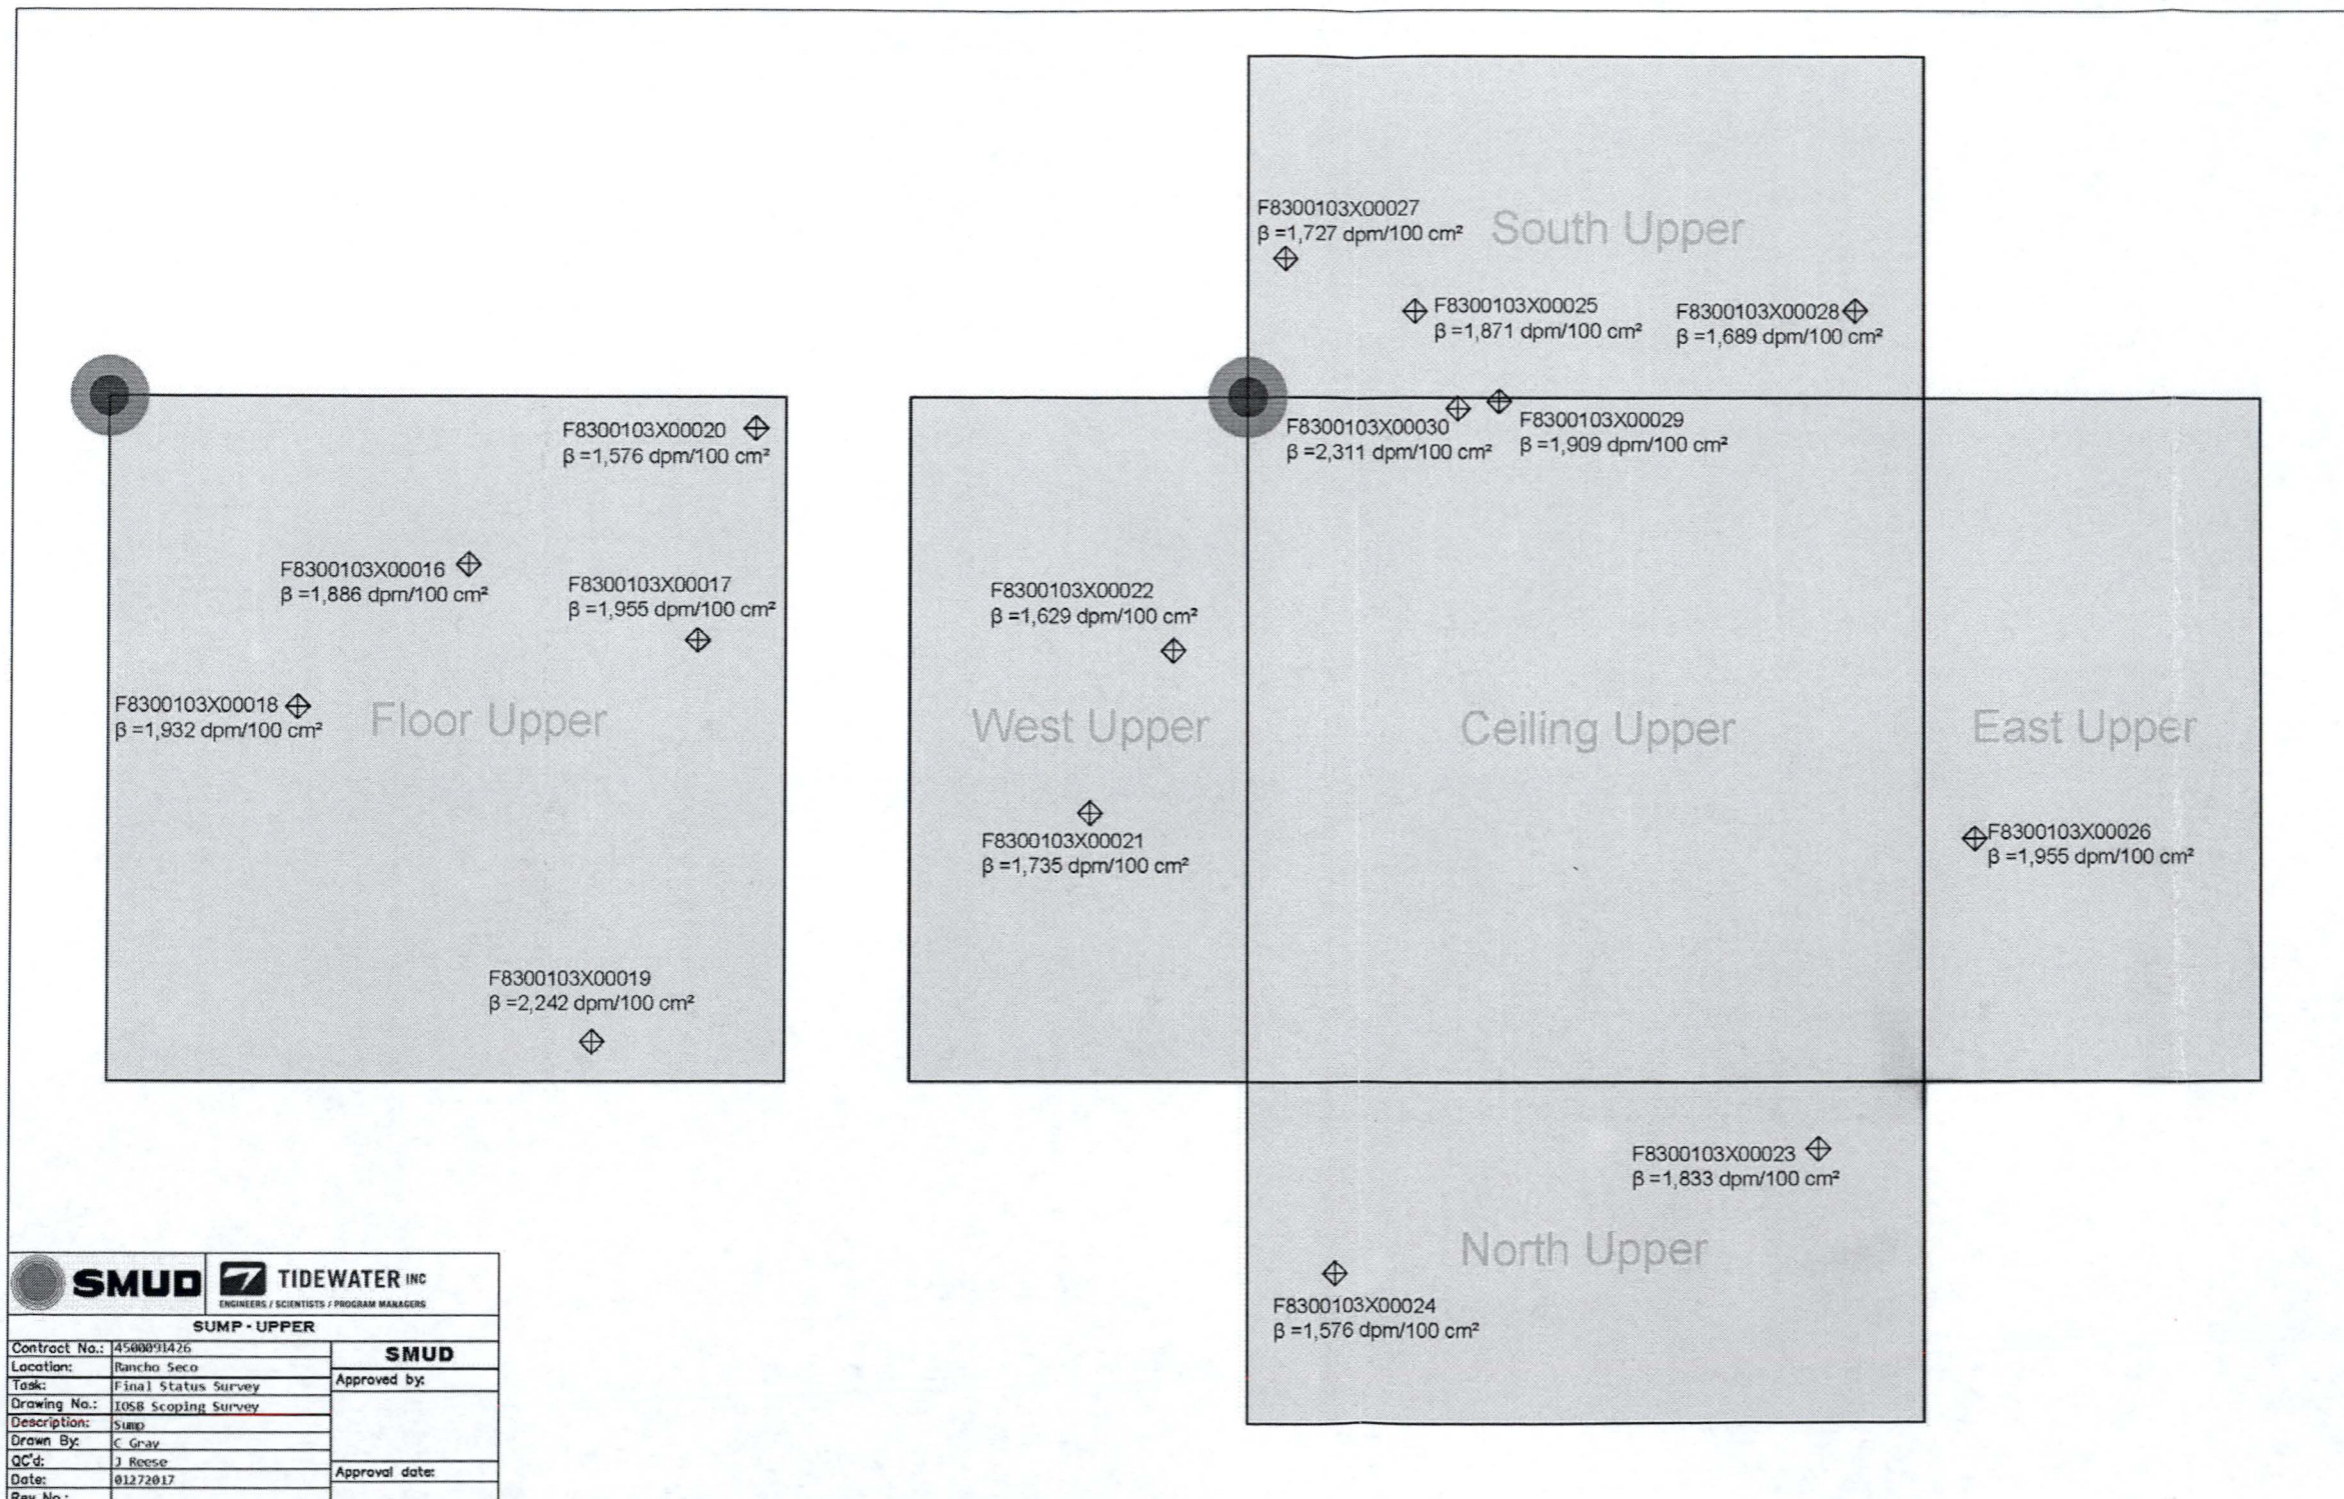 F8300103X00027
β =1,727 dpm/100 cm²
South Upper
F8300103X00025
β =1,871 dpm/100 cm²
F8300103X00028
β =1,689 dpm/100 cm²
F8300103X00020
β =1,576 dpm/100 cm²
F8300103X00030
β =2,311 dpm/100 cm²
F8300103X00029
β =1,909 dpm/100 cm²
F8300103X00016
β =1,886 dpm/100 cm²
F8300103X00017
β =1,955 dpm/100 cm²
F8300103X00022
β =1,629 dpm/100 cm²
F8300103X00018
β =1,932 dpm/100 cm²
Floor Upper
West Upper
Ceiling Upper
East Upper
F8300103X00021
β =1,735 dpm/100 cm²
F8300103X00026
β =1,955 dpm/100 cm²
F8300103X00019
β =2,242 dpm/100 cm²
F8300103X00023
β =1,833 dpm/100 cm²
North Upper
F8300103X00024
β =1,576 dpm/100 cm²
SMUD
TIDEWATER INC
ENGINEERS / SCIENTISTS / PROGRAM MANAGERS
SUMP - UPPER
Contract No.: 4500091426
SMUD
Location: Rancho Seco
Task: Final Status Survey
Approved by:
Drawing No.: IOSB Scoping Survey
Description: Sump
Drawn By: C Gray
QC'd: J Reese
Date: 01272017
Approval date:
Rev No.: